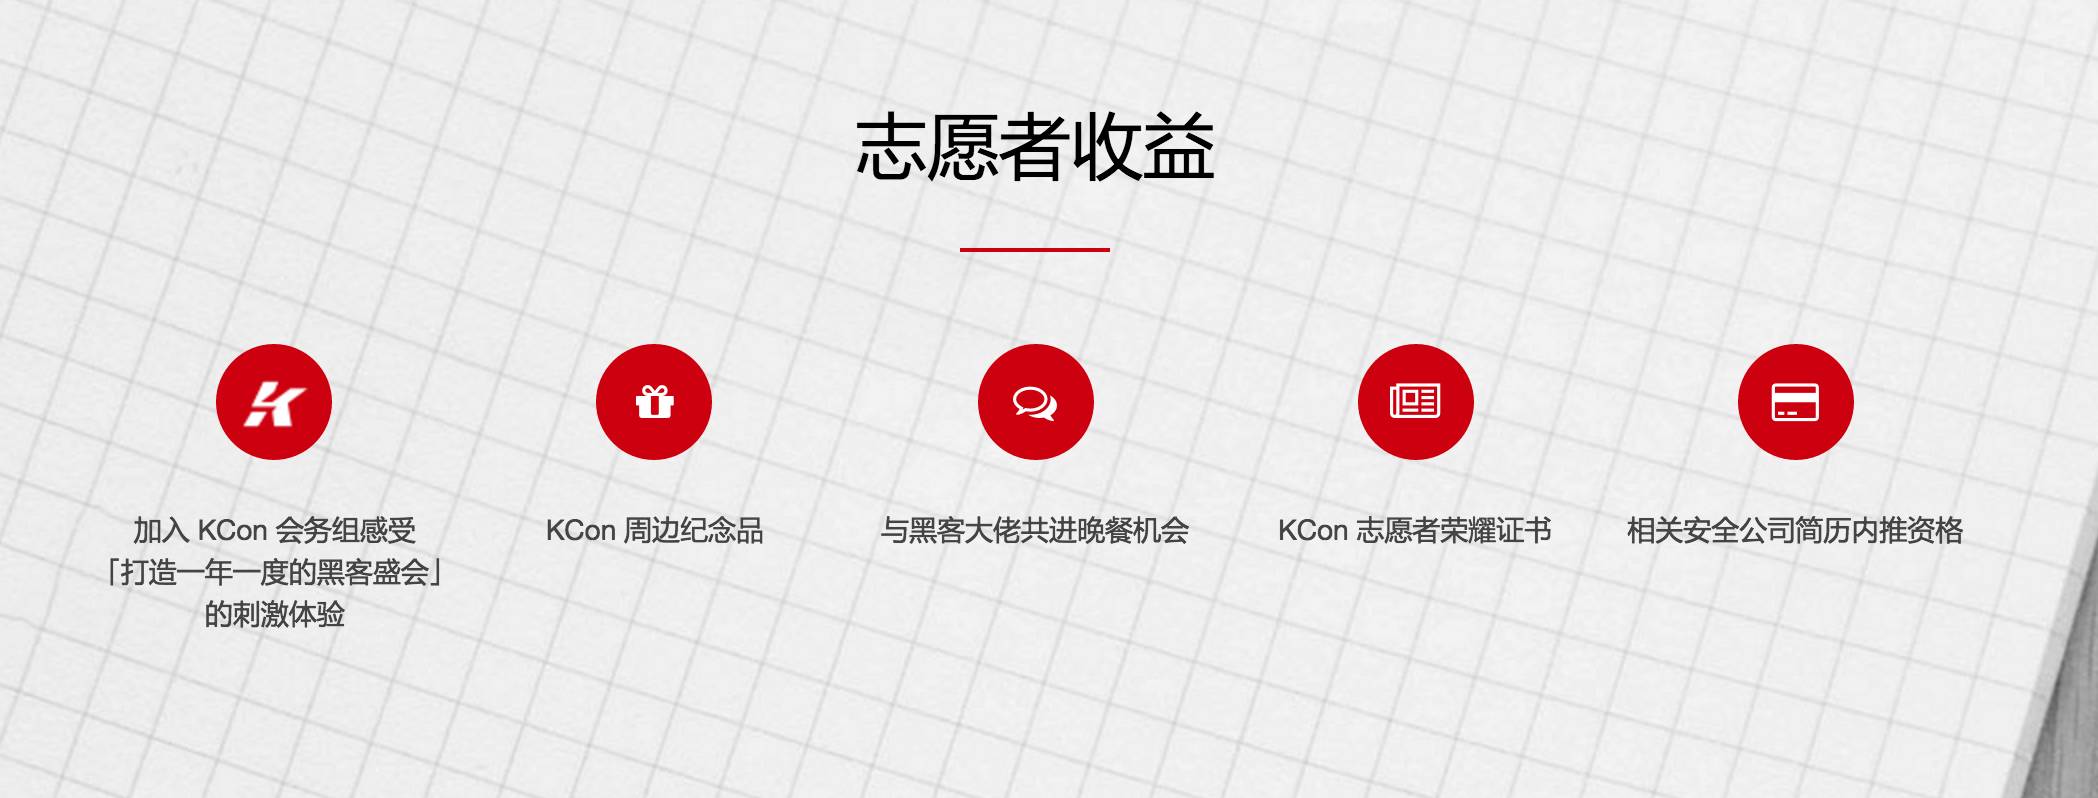 志愿者收益
加入 KCon 会务组感受
「打造一年一度的黑客盛会」
的刺激体验
KCon 周边纪念品
与黑客大佬共进晚餐机会
KCon 志愿者荣耀证书
相关安全公司简历内推资格